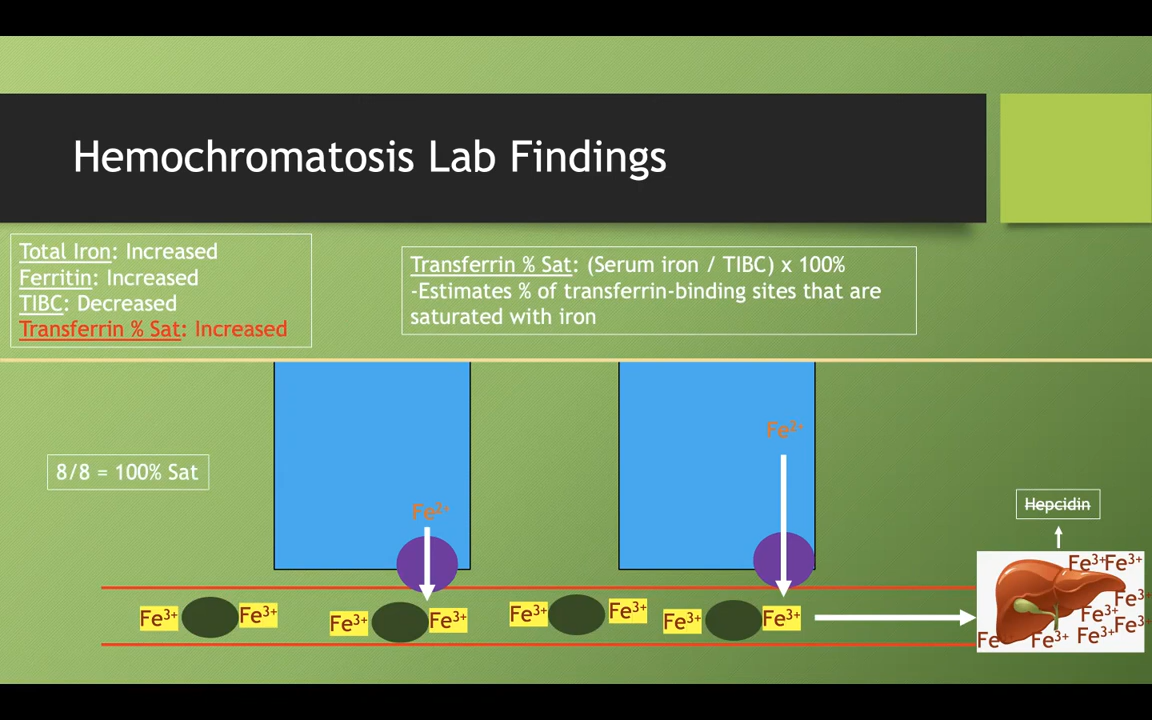 Hemochromatosis Lab Findings
Total Iron: Increased
Ferritin: Increased
TIBC: Decreased
Transferrin % Sat: Increased
Transferrin % Sat: (Serum iron / TIBC) x 100%
-Estimates % of transferrin-binding sites that are
saturated with iron
8/8 = 100% Sat
Fe²⁺
Fe²⁺
Hepcidin
Fe³⁺ Fe³⁺
Fe³⁺ Fe³⁺
Fe³⁺ Fe³⁺
Fe³⁺ Fe³⁺
Fe³⁺ Fe³⁺
Fe³⁺
Fe³⁺
Fe³⁺
Fe³⁺
Fe³⁺
Fe